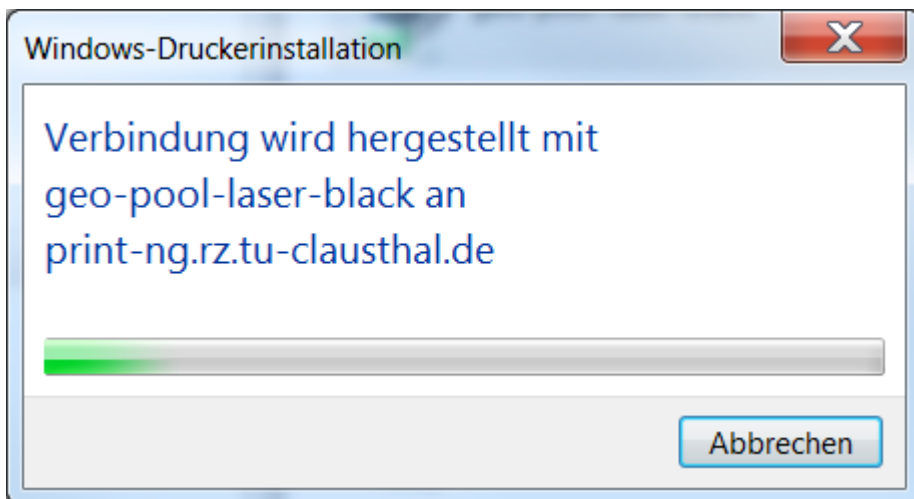 Windows-Druckerinstallation
Verbindung wird hergestellt mit
geo-pool-laser-black an
print-ng.rz.tu-clausthal.de
Abbrechen